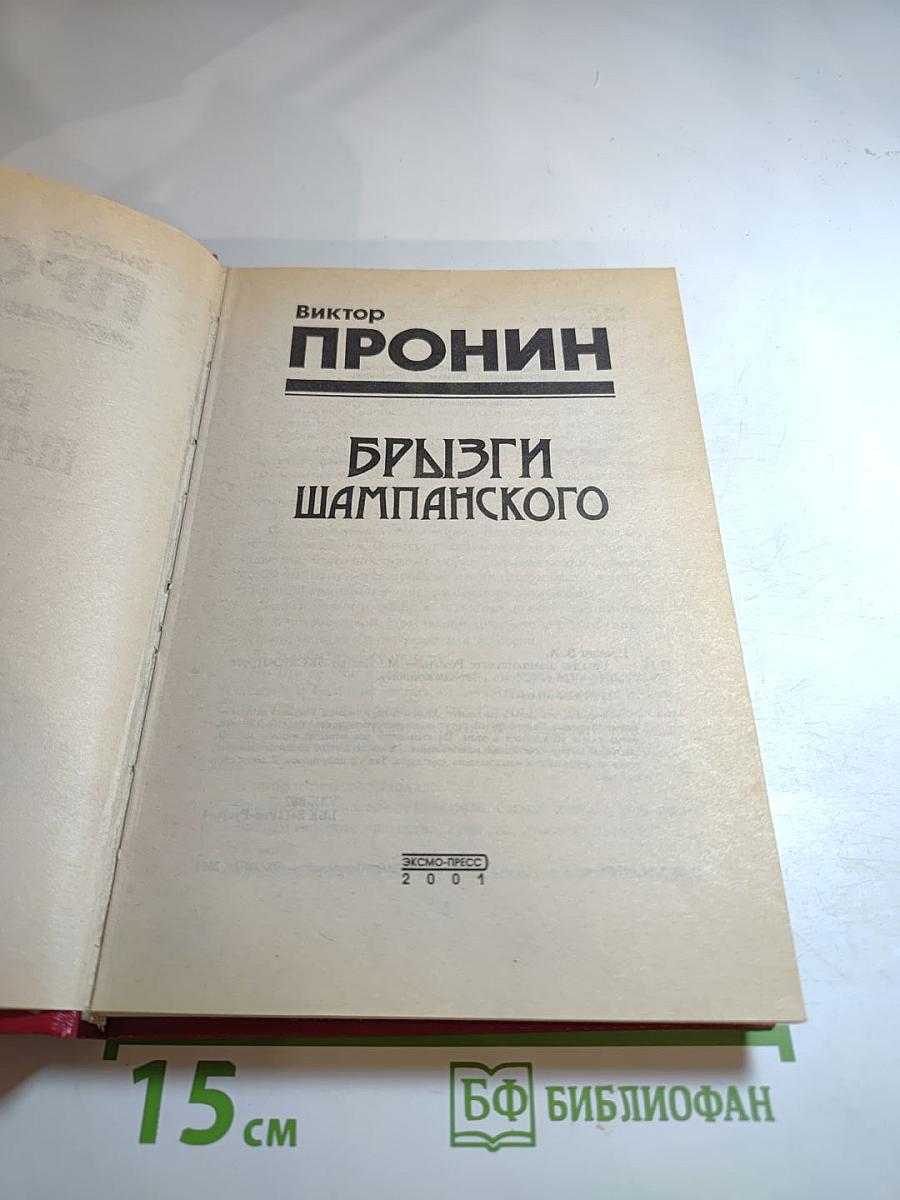 Виктор
ПРОНИН
БРЫЗГИ
ШАМПАНСКОГО
ЭКСМО-ПРЕСС
2001
15 см
БФ БИБЛИОФАН